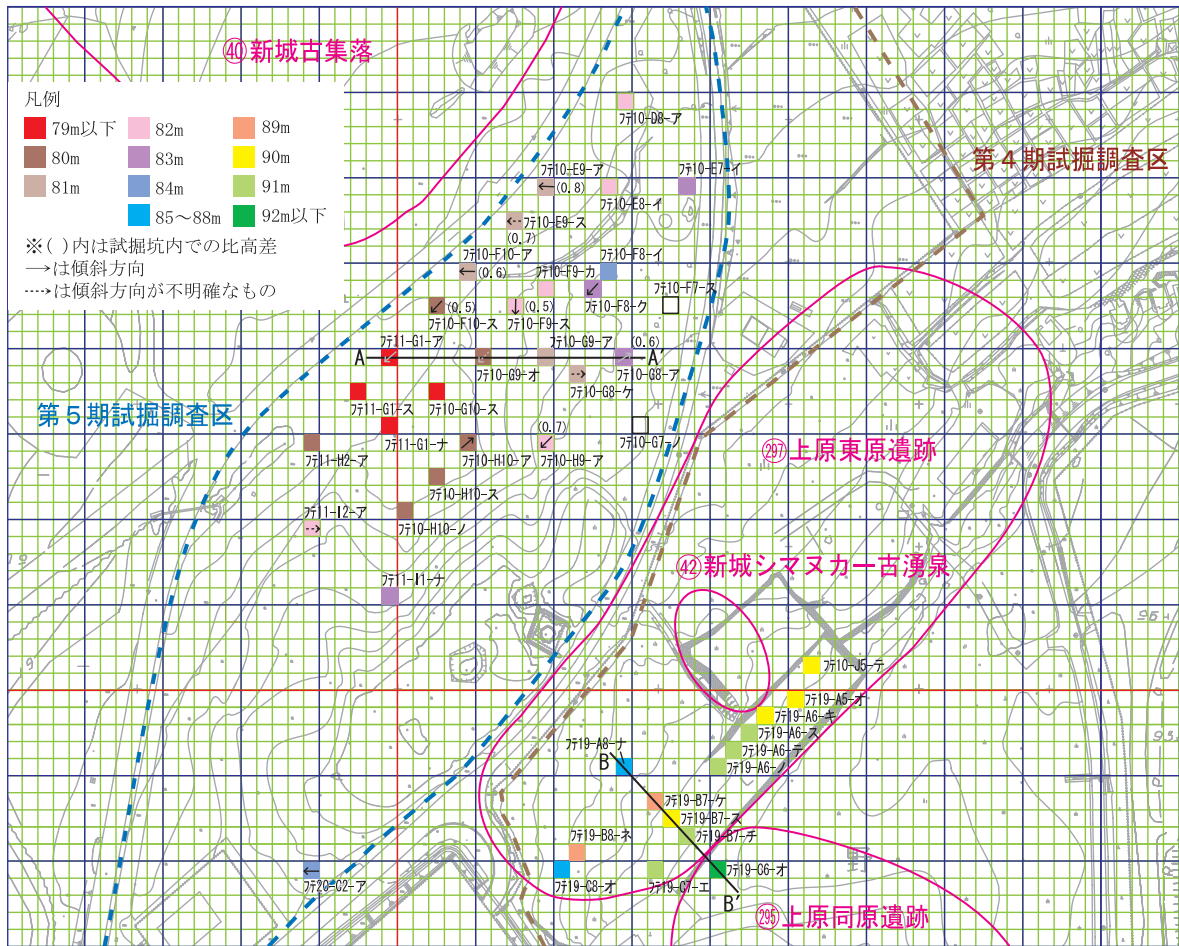 ㊵新城古集落
凡例
79m以下
82m
89m
80m
83m
90m
81m
84m
91m
85～88m
92m以下
※( )内は試掘坑内での比高差
→は傾斜方向
┄→は傾斜方向が不明確なもの
ﾌﾃ10-D8-ア
第４期試掘調査区
ﾌﾃ10-E9-ア
(0.8)
ﾌﾃ10-E7-イ
ﾌﾃ10-E8-イ
ﾌﾃ10-E9-ス
(0.7)
ﾌﾃ10-F10-ア
(0.6)
ﾌﾃ10-F9-カ
ﾌﾃ10-F8-イ
ﾌﾃ10-F7-ス
ﾌﾃ10-F8-ク
(0.5)
(0.5)
ﾌﾃ10-F10-ス
ﾌﾃ10-F9-ス
ﾌﾃ11-G1-ア
ﾌﾃ10-G9-ア
(0.6)
A
A'
ﾌﾃ10-G9-オ
ﾌﾃ10-G8-ア
ﾌﾃ10-G8-ケ
第５期試掘調査区
ﾌﾃ11-G1-ス
ﾌﾃ10-G10-ス
ﾌﾃ11-G1-ナ
(0.7)
ﾌﾃ10-G7-ノ
ﾌﾃ11-H2-ア
ﾌﾃ10-H10-ア
ﾌﾃ10-H9-ア
(297)上原東原遺跡
ﾌﾃ10-H10-ス
ﾌﾃ11-I2-ア
ﾌﾃ10-H10-ノ
㊷新城シマヌカー古湧泉
ﾌﾃ11-I1-ナ
ﾌﾃ10-J5-テ
ﾌﾃ19-A5-オ
ﾌﾃ19-A6-キ
ﾌﾃ19-A6-ス
ﾌﾃ19-A8-ナ
ﾌﾃ19-A6-テ
B
ﾌﾃ19-A6-ノ
ﾌﾃ19-B7-ケ
ﾌﾃ19-B7-ス
ﾌﾃ19-B8-ネ
ﾌﾃ19-B7-チ
ﾌﾃ20-C2-ア
ﾌﾃ19-C8-オ
ﾌﾃ19-C7-エ
ﾌﾃ19-C6-オ
B'
(295)上原同原遺跡